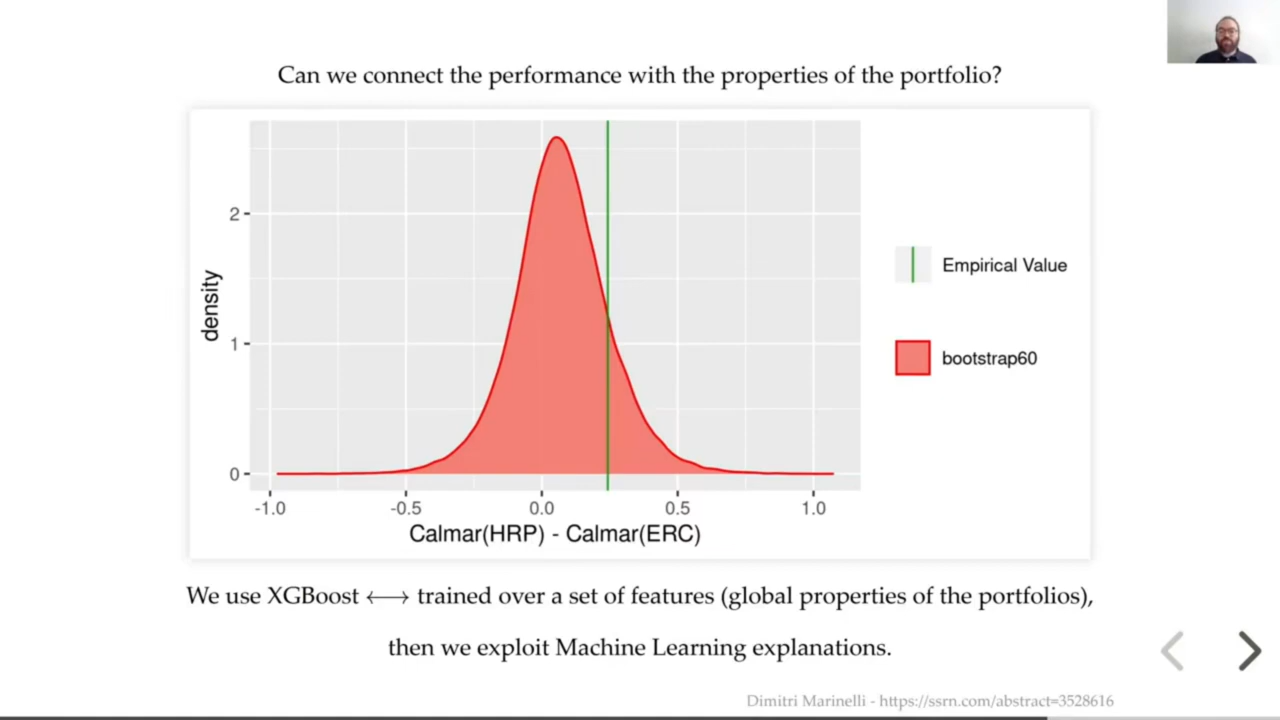 Can we connect the performance with the properties of the portfolio?
density
2
1
0
-1.0 -0.5 0.0 0.5 1.0
Calmar(HRP) - Calmar(ERC)
Empirical Value
bootstrap60
We use XGBoost ⟷ trained over a set of features (global properties of the portfolios),
then we exploit Machine Learning explanations.
Dimitri Marinelli - https://ssrn.com/abstract=3528616